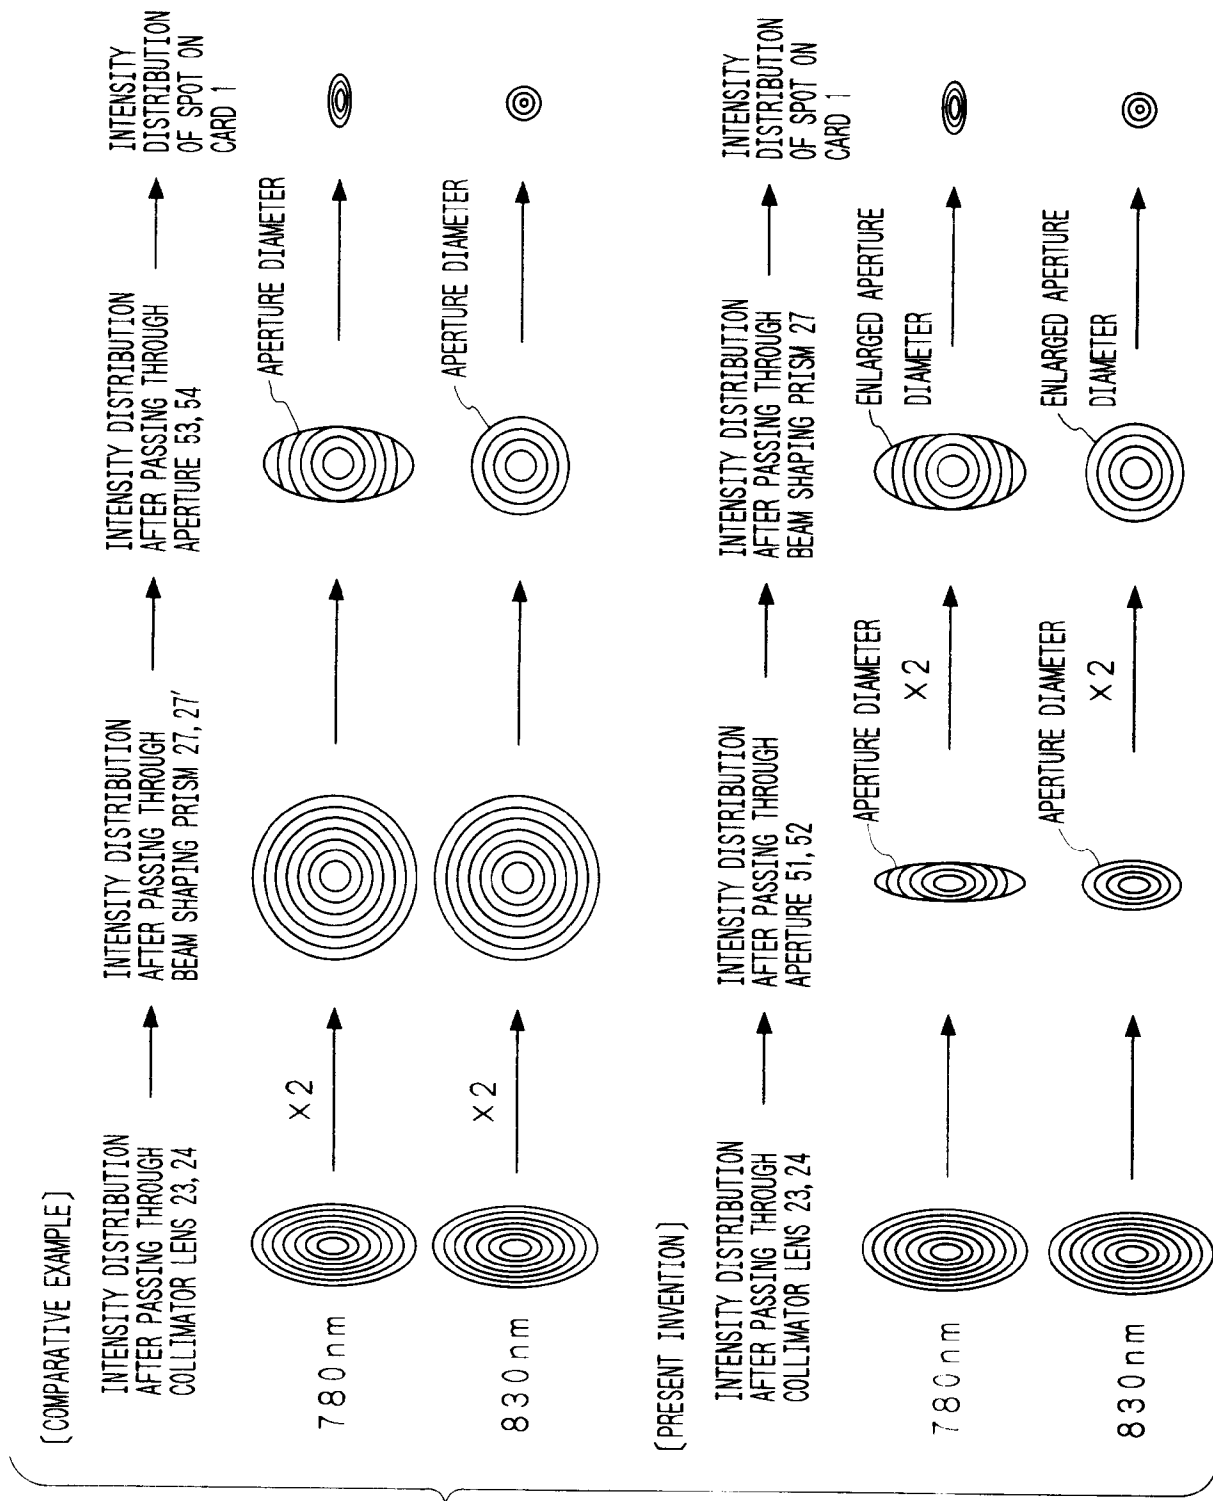 [COMPARATIVE EXAMPLE]
INTENSITY DISTRIBUTION
AFTER PASSING THROUGH
COLLIMATOR LENS 23,24
INTENSITY DISTRIBUTION
AFTER PASSING THROUGH
BEAM SHAPING PRISM 27,27'
INTENSITY DISTRIBUTION
AFTER PASSING THROUGH
APERTURE 53,54
INTENSITY
DISTRIBUTION
OF SPOT ON
CARD 1
780nm
×2
APERTURE DIAMETER
830nm
×2
APERTURE DIAMETER
[PRESENT INVENTION]
INTENSITY DISTRIBUTION
AFTER PASSING THROUGH
COLLIMATOR LENS 23,24
INTENSITY DISTRIBUTION
AFTER PASSING THROUGH
APERTURE 51,52
INTENSITY DISTRIBUTION
AFTER PASSING THROUGH
BEAM SHAPING PRISM 27
INTENSITY
DISTRIBUTION
OF SPOT ON
CARD 1
780nm
APERTURE DIAMETER
×2
ENLARGED APERTURE
DIAMETER
830nm
APERTURE DIAMETER
×2
ENLARGED APERTURE
DIAMETER